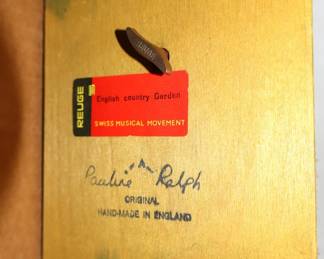 REUGE
English country Garden
SWISS MUSICAL MOVEMENT
Pauline Ralph
ORIGINAL
HAND-MADE IN ENGLAND